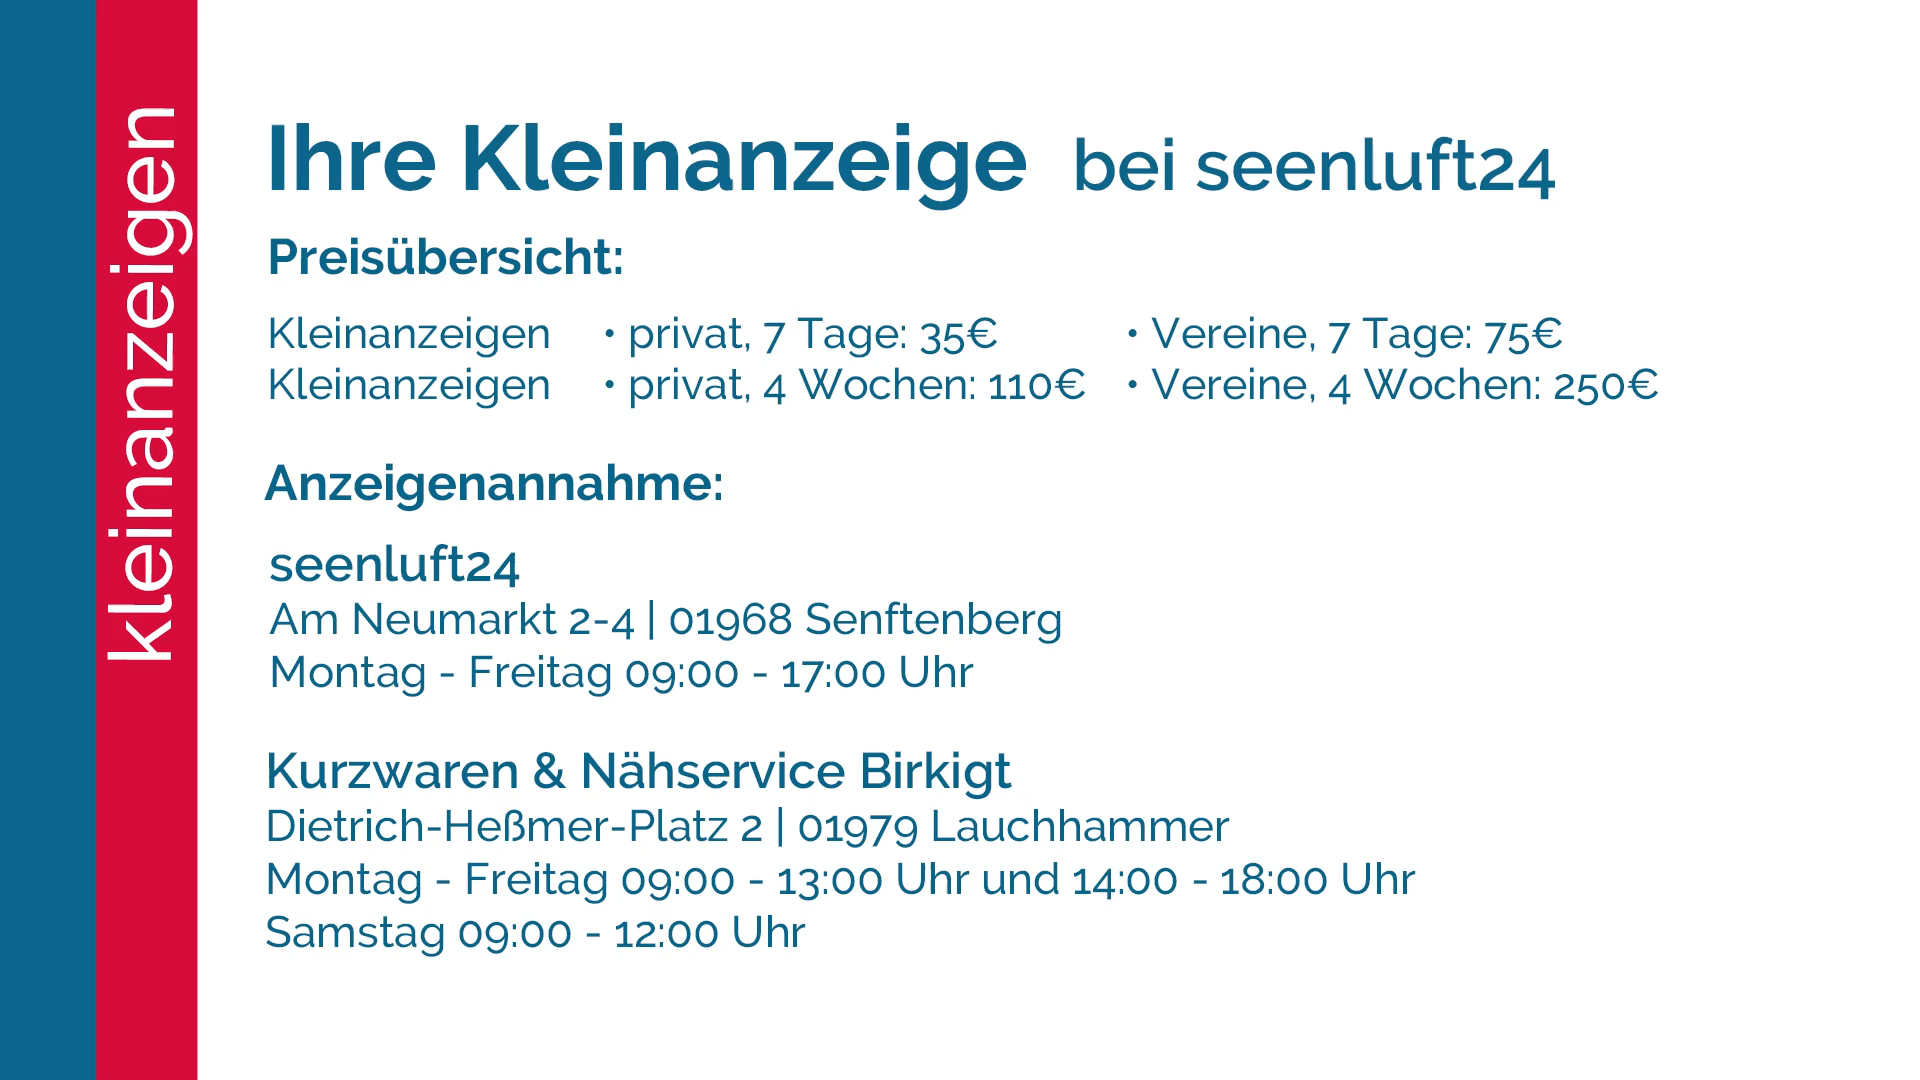 kleinanzeigen
Ihre Kleinanzeige bei seenluft24
Preisübersicht:
Kleinanzeigen • privat, 7 Tage: 35€ • Vereine, 7 Tage: 75€
Kleinanzeigen • privat, 4 Wochen: 110€ • Vereine, 4 Wochen: 250€
Anzeigenannahme:
seenluft24
Am Neumarkt 2-4 | 01968 Senftenberg
Montag - Freitag 09:00 - 17:00 Uhr
Kurzwaren & Nähservice Birkigt
Dietrich-Heßmer-Platz 2 | 01979 Lauchhammer
Montag - Freitag 09:00 - 13:00 Uhr und 14:00 - 18:00 Uhr
Samstag 09:00 - 12:00 Uhr